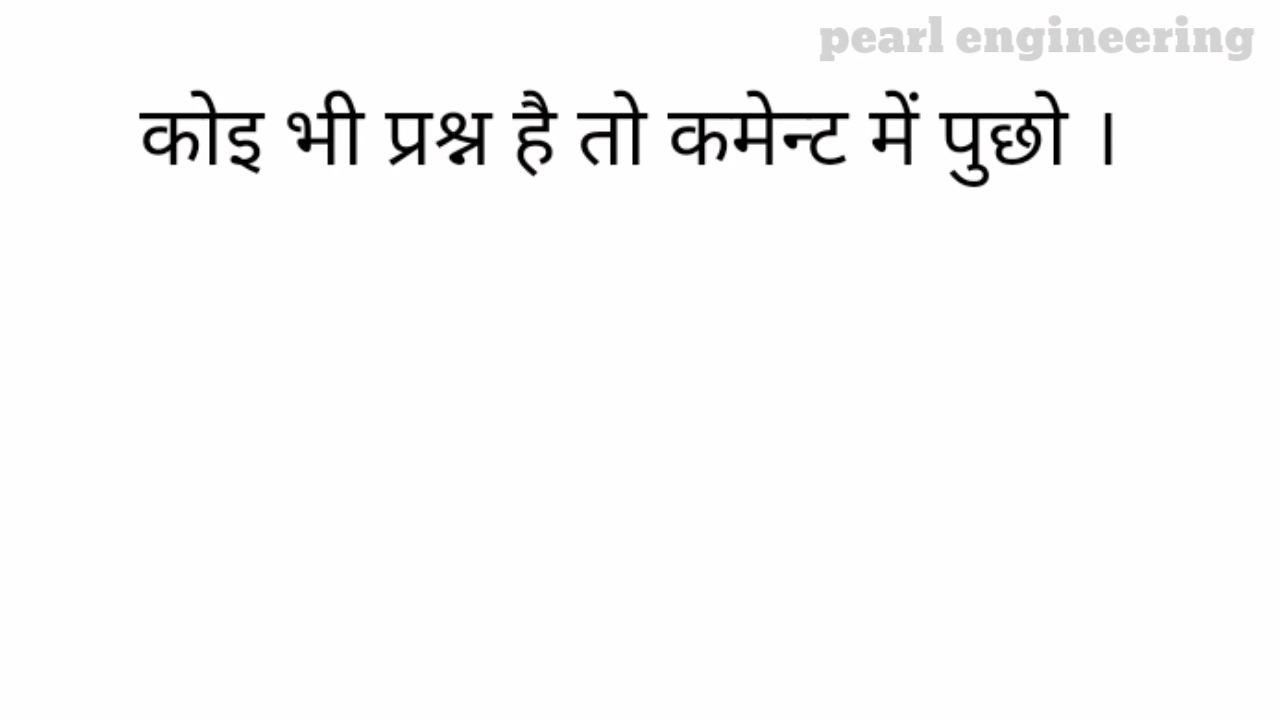 pearl engineering
कोइ भी प्रश्न है तो कमेन्ट में पुछो ।